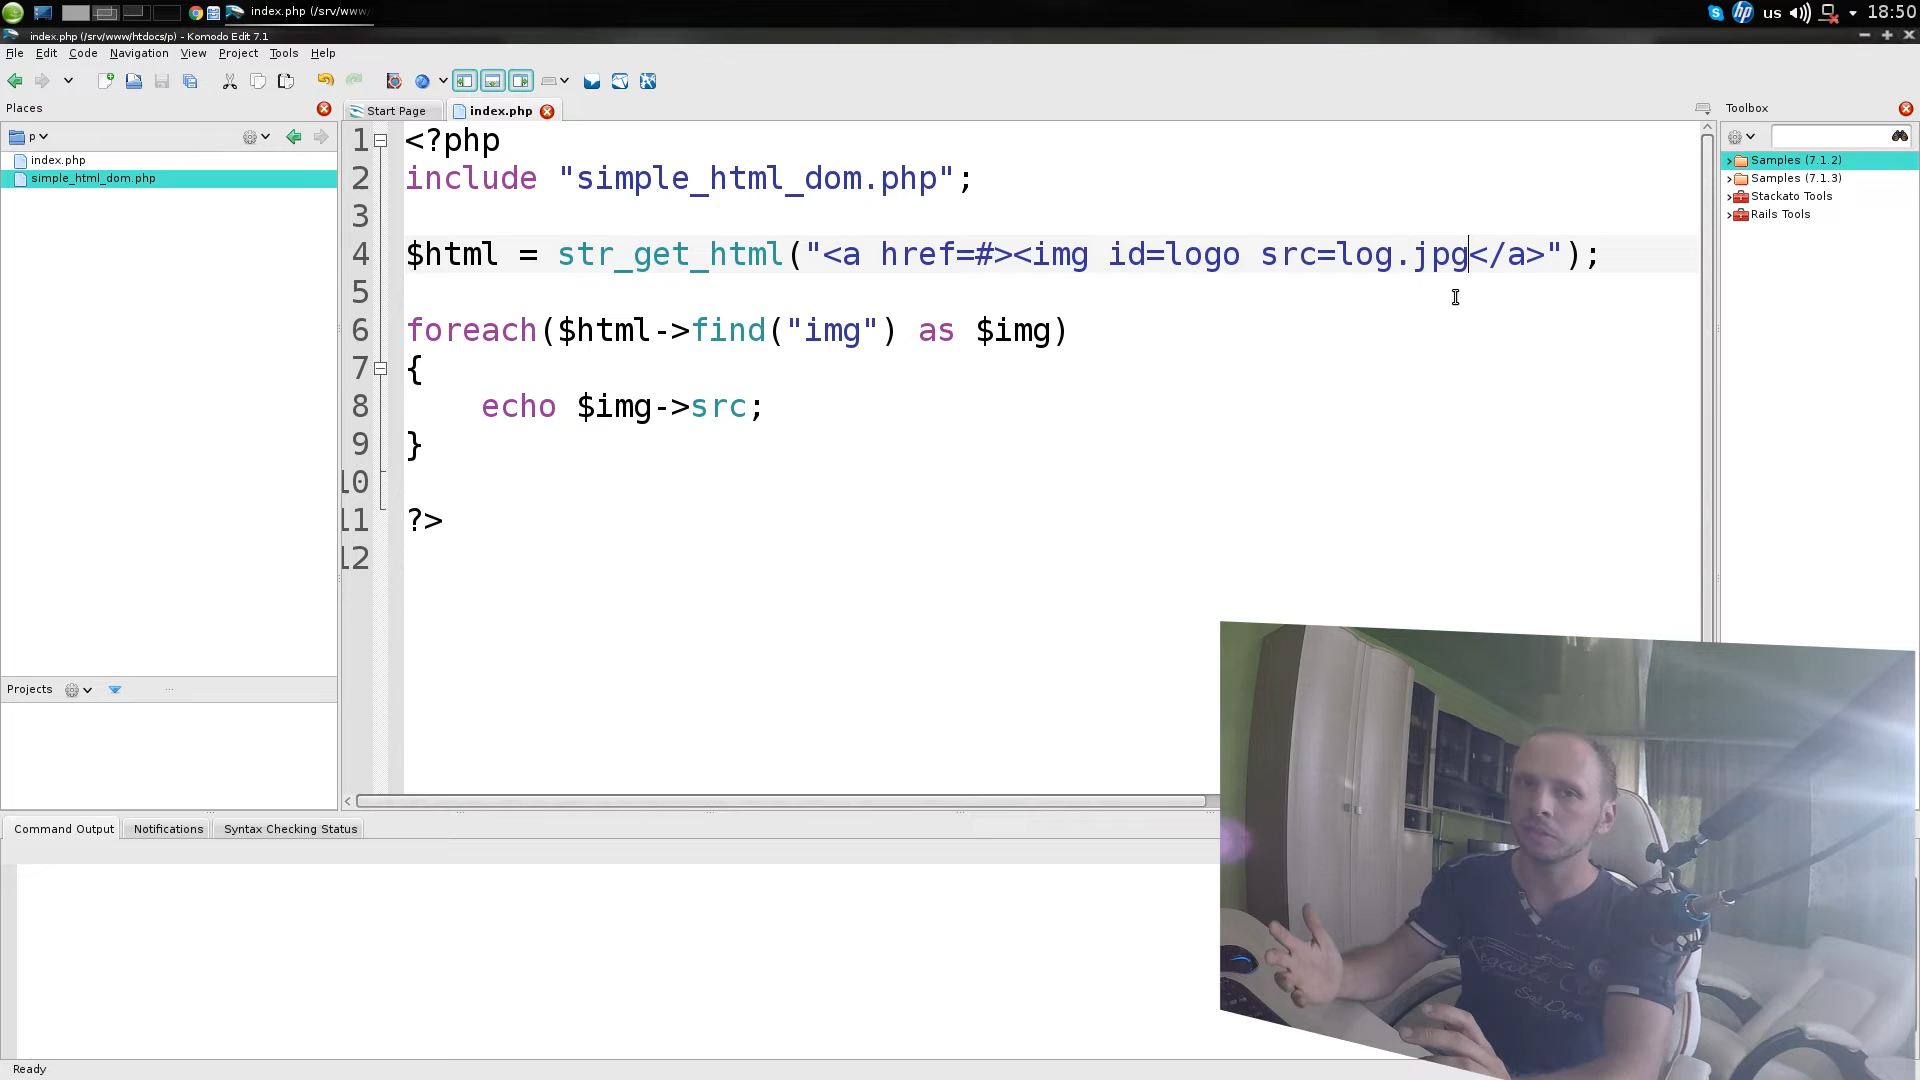 index.php (/srv/www/
us
18:50
index.php (/srv/www/htdocs/p) - Komodo Edit 7.1
File Edit Code Navigation View Project Tools Help
Places
p
index.php
simple_html_dom.php
Projects
Start Page
index.php
1 <?php
2 include "simple_html_dom.php";
3
4 $html = str_get_html("<a href=#><img id=logo src=log.jpg</a>");
5
6 foreach($html->find("img") as $img)
7 {
8 echo $img->src;
9 }
10
11 ?>
12
Toolbox
Samples (7.1.2)
Samples (7.1.3)
Stackato Tools
Rails Tools
Command Output Notifications Syntax Checking Status
Ready